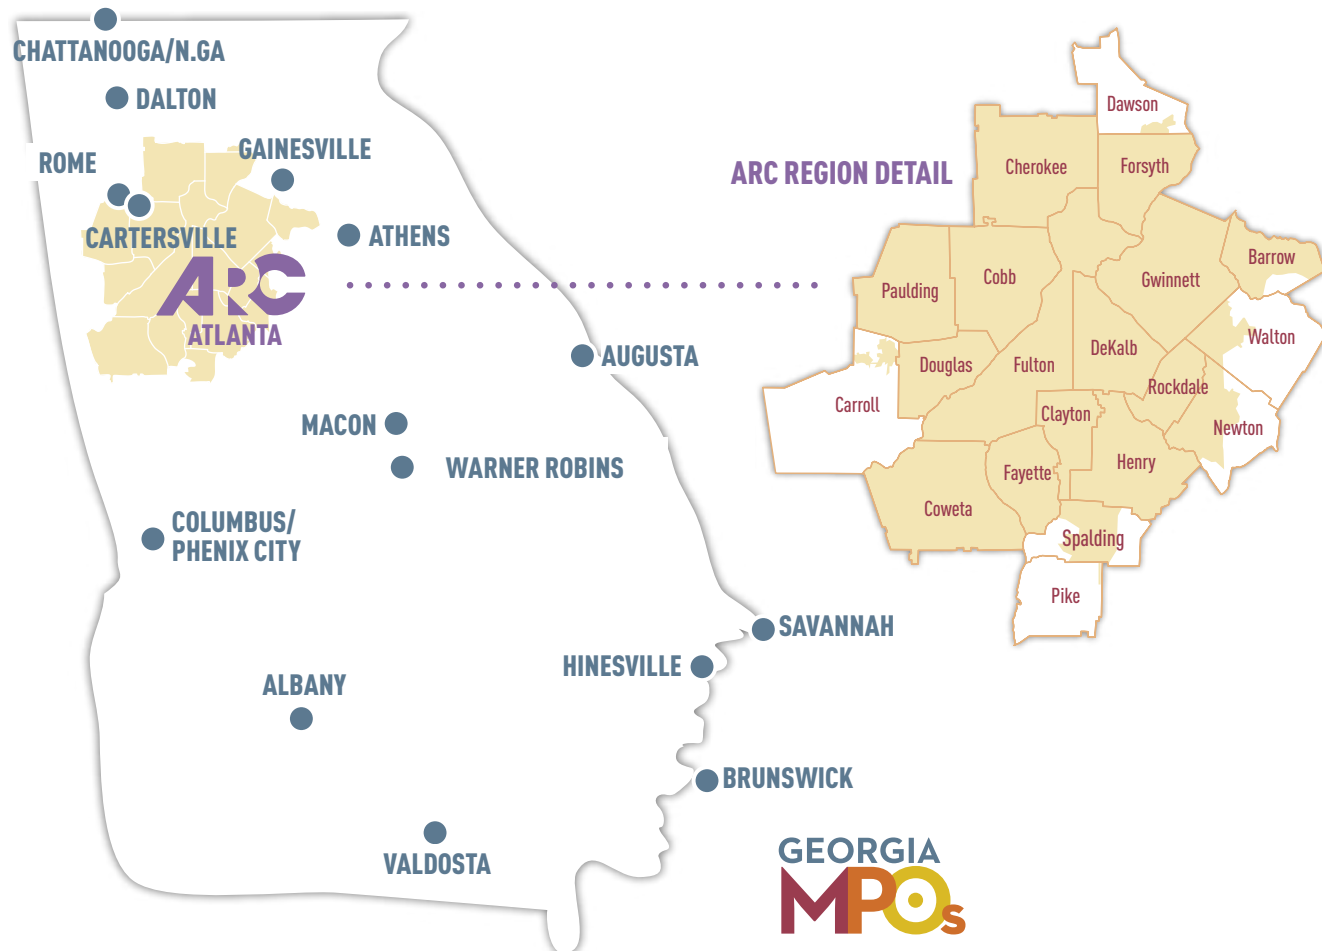 CHATTANOOGA/N.GA
DALTON
ROME
GAINESVILLE
CARTERSVILLE
ATHENS
ARC
ATLANTA
AUGUSTA
MACON
WARNER ROBINS
COLUMBUS/
PHENIX CITY
SAVANNAH
HINESVILLE
ALBANY
BRUNSWICK
VALDOSTA
ARC REGION DETAIL
Dawson
Cherokee
Forsyth
Barrow
Cobb
Gwinnett
Paulding
Walton
DeKalb
Douglas
Fulton
Rockdale
Carroll
Clayton
Newton
Henry
Fayette
Coweta
Spalding
Pike
GEORGIA
MPOs